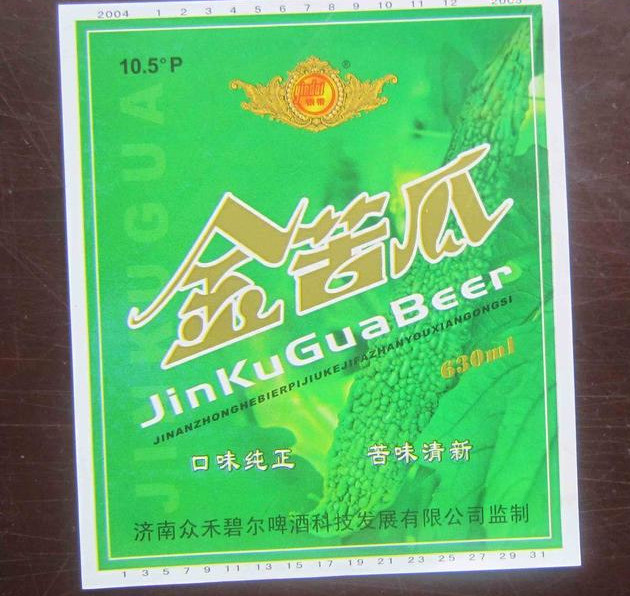 2004 1 2 3 4 5 6 7 8 9 10 11 12 2005
10.5°P
®
金苦瓜
JinKuGuaBeer
JINANZHONGHEBIERPIJIUKEJIFAZHANYOUXIANGONGSI
630ml
口味纯正 苦味清新
济南众禾碧尔啤酒科技发展有限公司监制
1 3 5 7 9 11 13 15 17 19 21 23 25 27 29 31
JINKUGUA